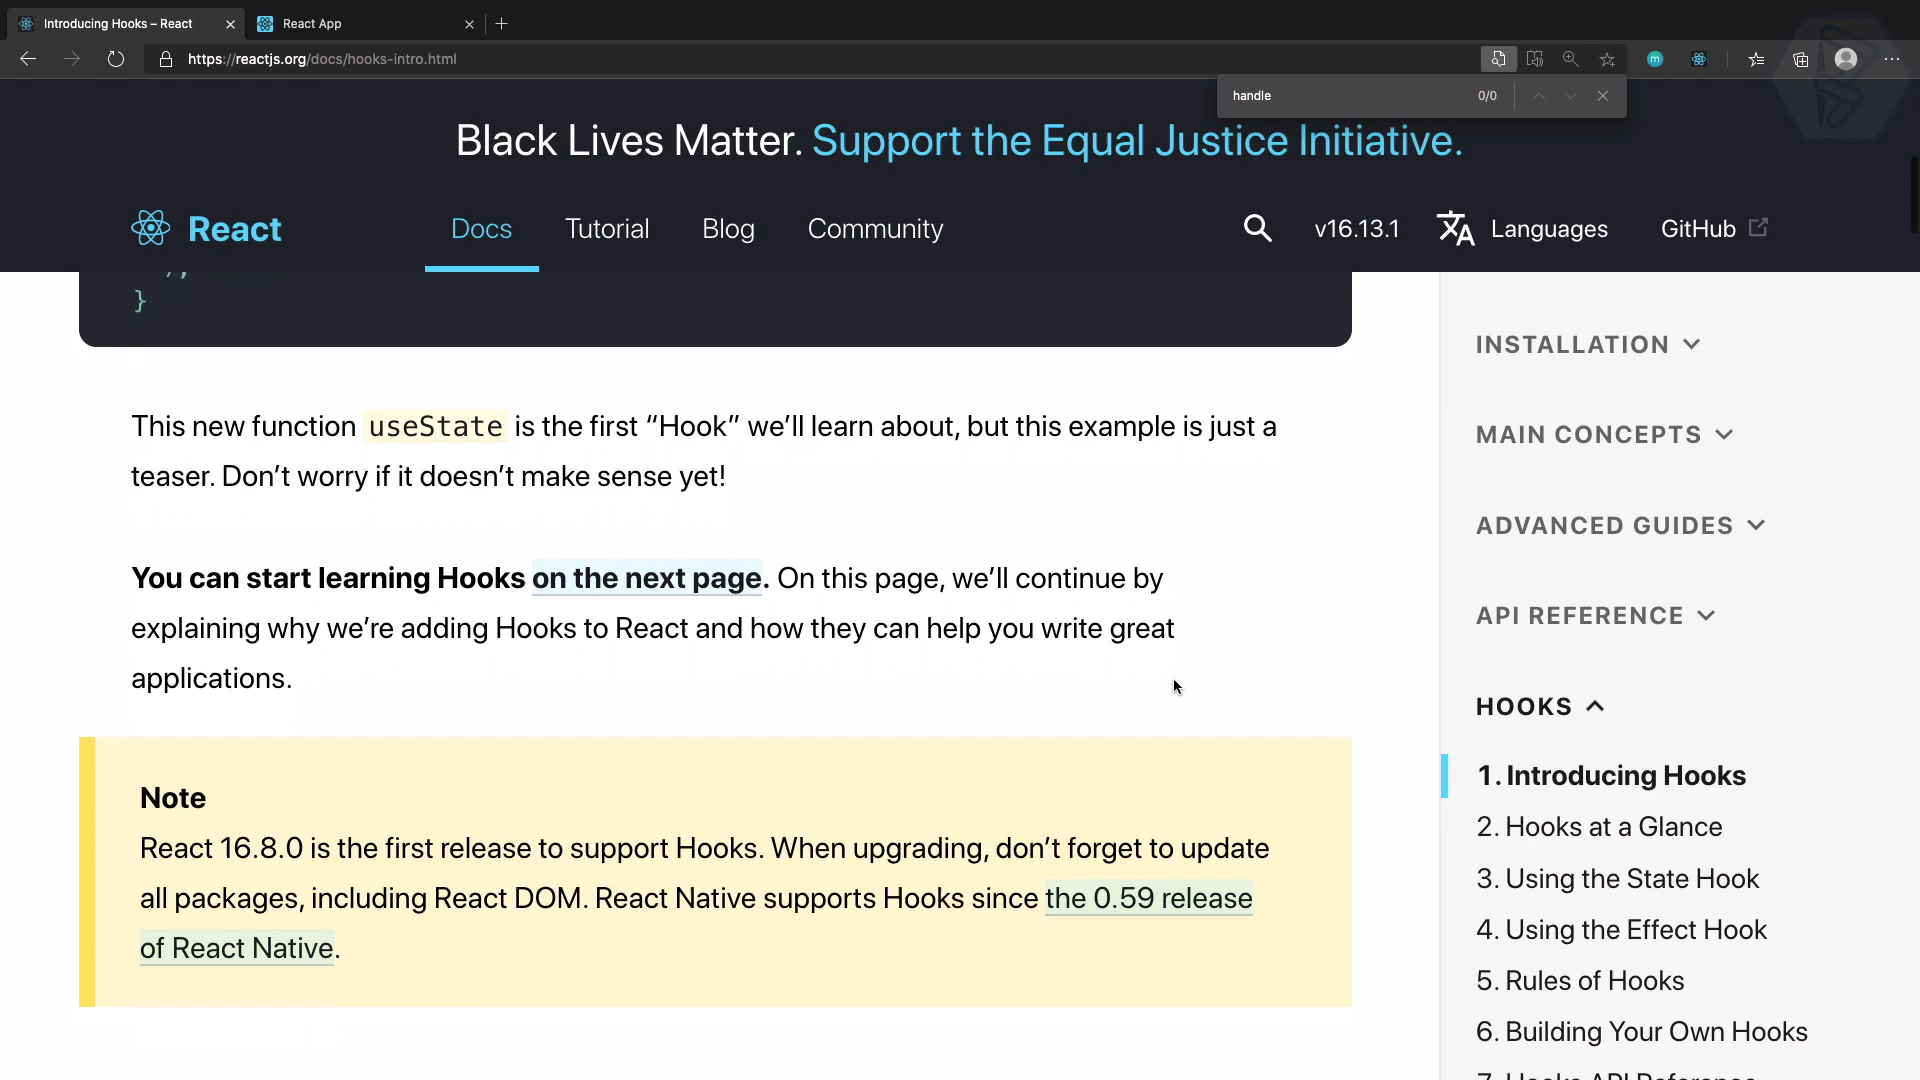 Introducing Hooks – React
React App
https://reactjs.org/docs/hooks-intro.html
m
handle
0/0
Black Lives Matter. Support the Equal Justice Initiative.
React
Docs
Tutorial
Blog
Community
v16.13.1
Languages
GitHub
);
}
This new function useState is the first “Hook” we’ll learn about, but this example is just a
teaser. Don’t worry if it doesn’t make sense yet!
You can start learning Hooks on the next page. On this page, we’ll continue by
explaining why we’re adding Hooks to React and how they can help you write great
applications.
Note
React 16.8.0 is the first release to support Hooks. When upgrading, don’t forget to update
all packages, including React DOM. React Native supports Hooks since the 0.59 release
of React Native.
INSTALLATION
MAIN CONCEPTS
ADVANCED GUIDES
API REFERENCE
HOOKS
1. Introducing Hooks
2. Hooks at a Glance
3. Using the State Hook
4. Using the Effect Hook
5. Rules of Hooks
6. Building Your Own Hooks
7. Hooks API Reference